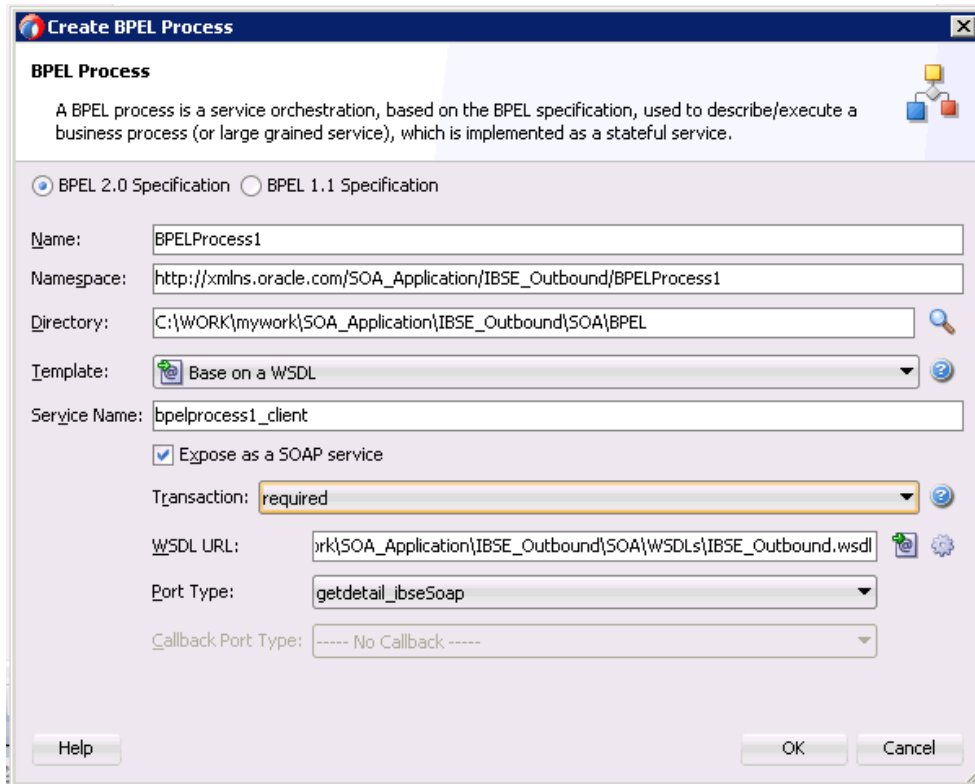 Create BPEL Process
BPEL Process
A BPEL process is a service orchestration, based on the BPEL specification, used to describe/execute a
business process (or large grained service), which is implemented as a stateful service.
BPEL 2.0 Specification BPEL 1.1 Specification
Name: BPELProcess1
Namespace: http://xmlns.oracle.com/SOA_Application/IBSE_Outbound/BPELProcess1
Directory: C:\WORK\mywork\SOA_Application\IBSE_Outbound\SOA\BPEL
Template: Base on a WSDL
Service Name: bpelprocess1_client
Expose as a SOAP service
Transaction: required
WSDL URL: ork\SOA_Application\IBSE_Outbound\SOA\WSDLs\IBSE_Outbound.wsdl
Port Type: getdetail_ibseSoap
Callback Port Type: ----- No Callback -----
Help OK Cancel